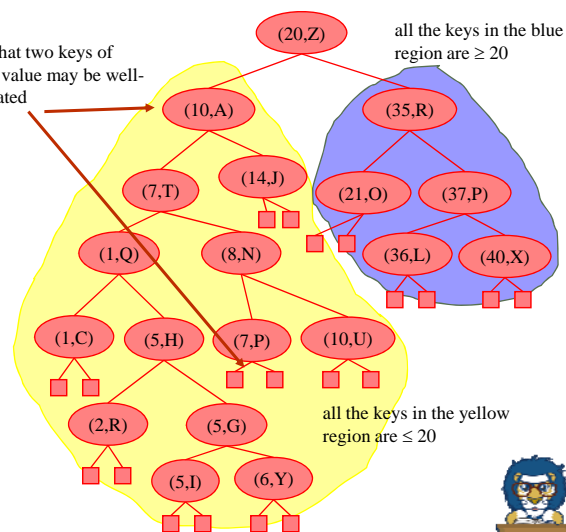 (20,Z)
all the keys in the blue
region are ≥ 20
hat two keys of
value may be well-
ated
(10,A)
(35,R)
(7,T)
(14,J)
(21,O)
(37,P)
(1,Q)
(8,N)
(36,L)
(40,X)
(1,C)
(5,H)
(7,P)
(10,U)
all the keys in the yellow
region are ≤ 20
(2,R)
(5,G)
(5,I)
(6,Y)